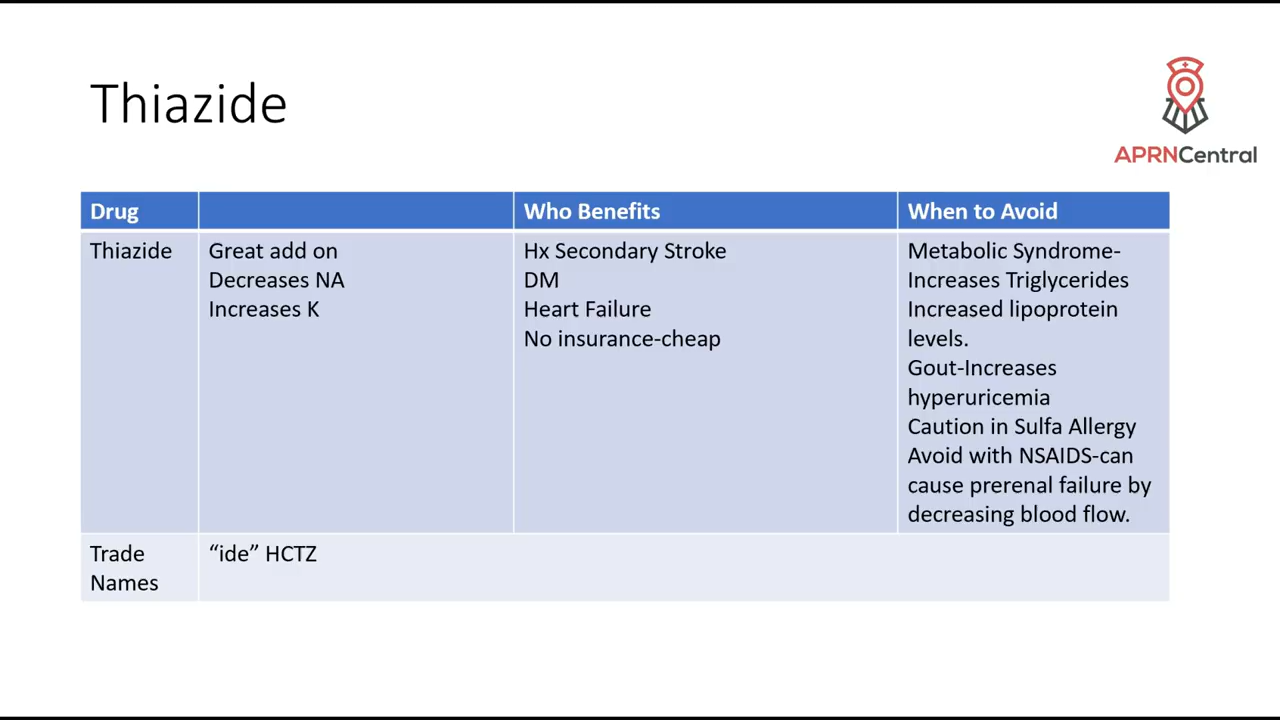 Thiazide
APRNCentral
Drug
Who Benefits
When to Avoid
Thiazide
Great add on
Decreases NA
Increases K
Hx Secondary Stroke
DM
Heart Failure
No insurance-cheap
Metabolic Syndrome-
Increases Triglycerides
Increased lipoprotein
levels.
Gout-Increases
hyperuricemia
Caution in Sulfa Allergy
Avoid with NSAIDS-can
cause prerenal failure by
decreasing blood flow.
Trade
Names
“ide” HCTZ